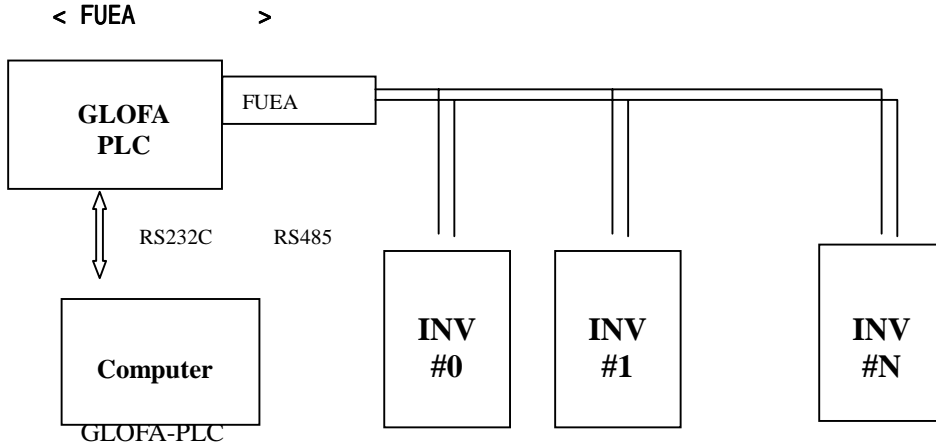 < FUEA >
GLOFA
PLC
FUEA
RS232C RS485
INV
#0
INV
#1
INV
#N
Computer
GLOFA-PLC